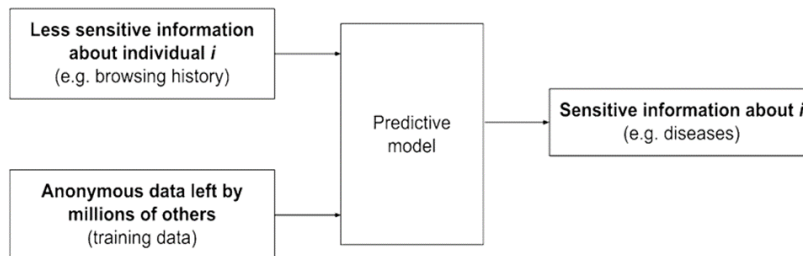 Less sensitive information
about individual i
(e.g. browsing history)
Anonymous data left by
millions of others
(training data)
Predictive
model
Sensitive information about i
(e.g. diseases)